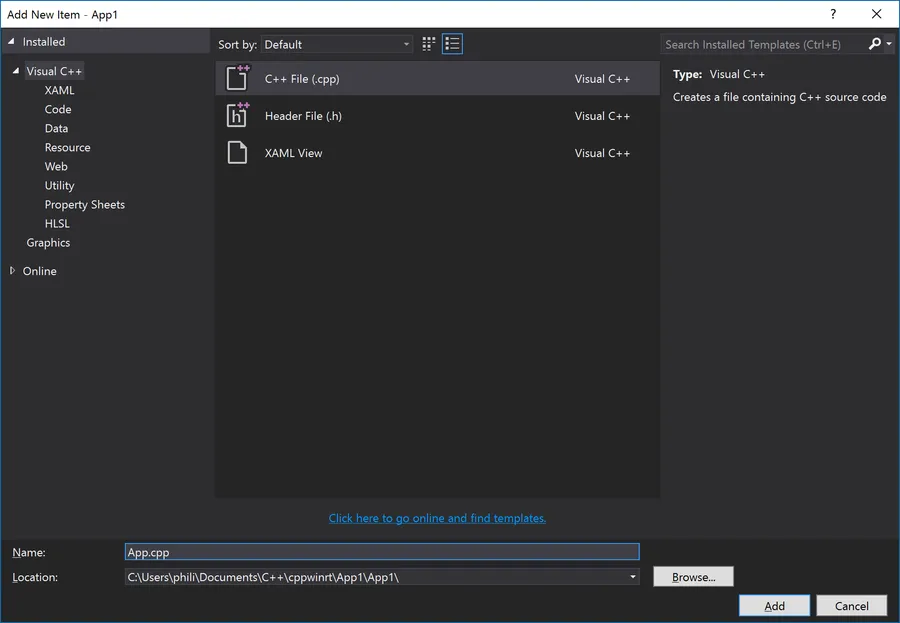 Add New Item - App1
?
Installed
Sort by: Default
Search Installed Templates (Ctrl+E)
Visual C++
XAML
Code
Data
Resource
Web
Utility
Property Sheets
HLSL
Graphics
Online
C++ File (.cpp) Visual C++
Header File (.h) Visual C++
XAML View Visual C++
Type: Visual C++
Creates a file containing C++ source code
Click here to go online and find templates.
Name: App.cpp
Location: C:\Users\phili\Documents\C++\cppwinrt\App1\App1\
Browse...
Add Cancel